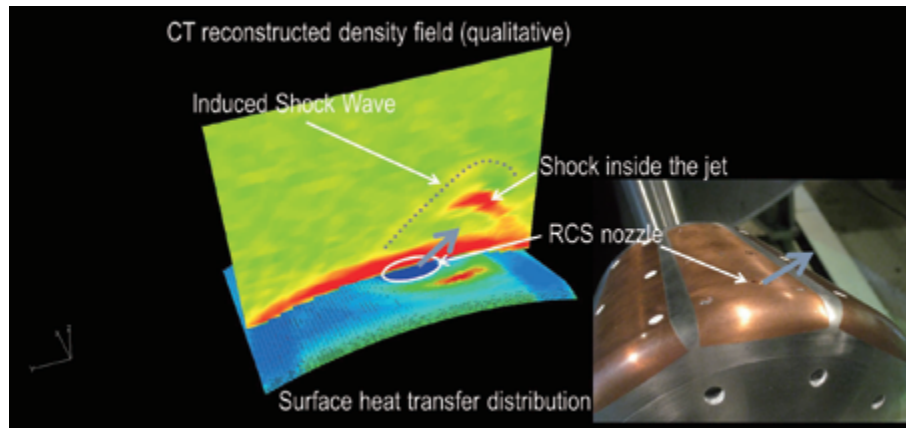 CT reconstructed density field (qualitative)
Induced Shock Wave
Shock inside the jet
RCS nozzle
Surface heat transfer distribution